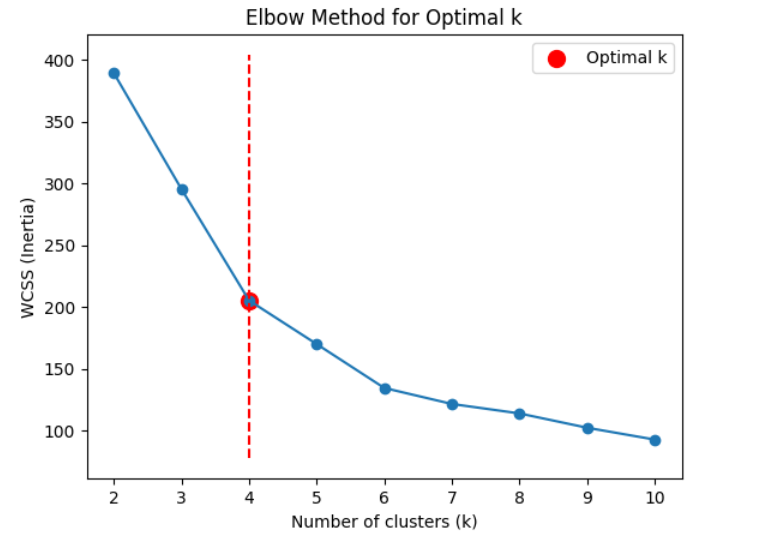 Elbow Method for Optimal k
Optimal k
400
350
300
250
200
150
100
WCSS (Inertia)
2 3 4 5 6 7 8 9 10
Number of clusters (k)